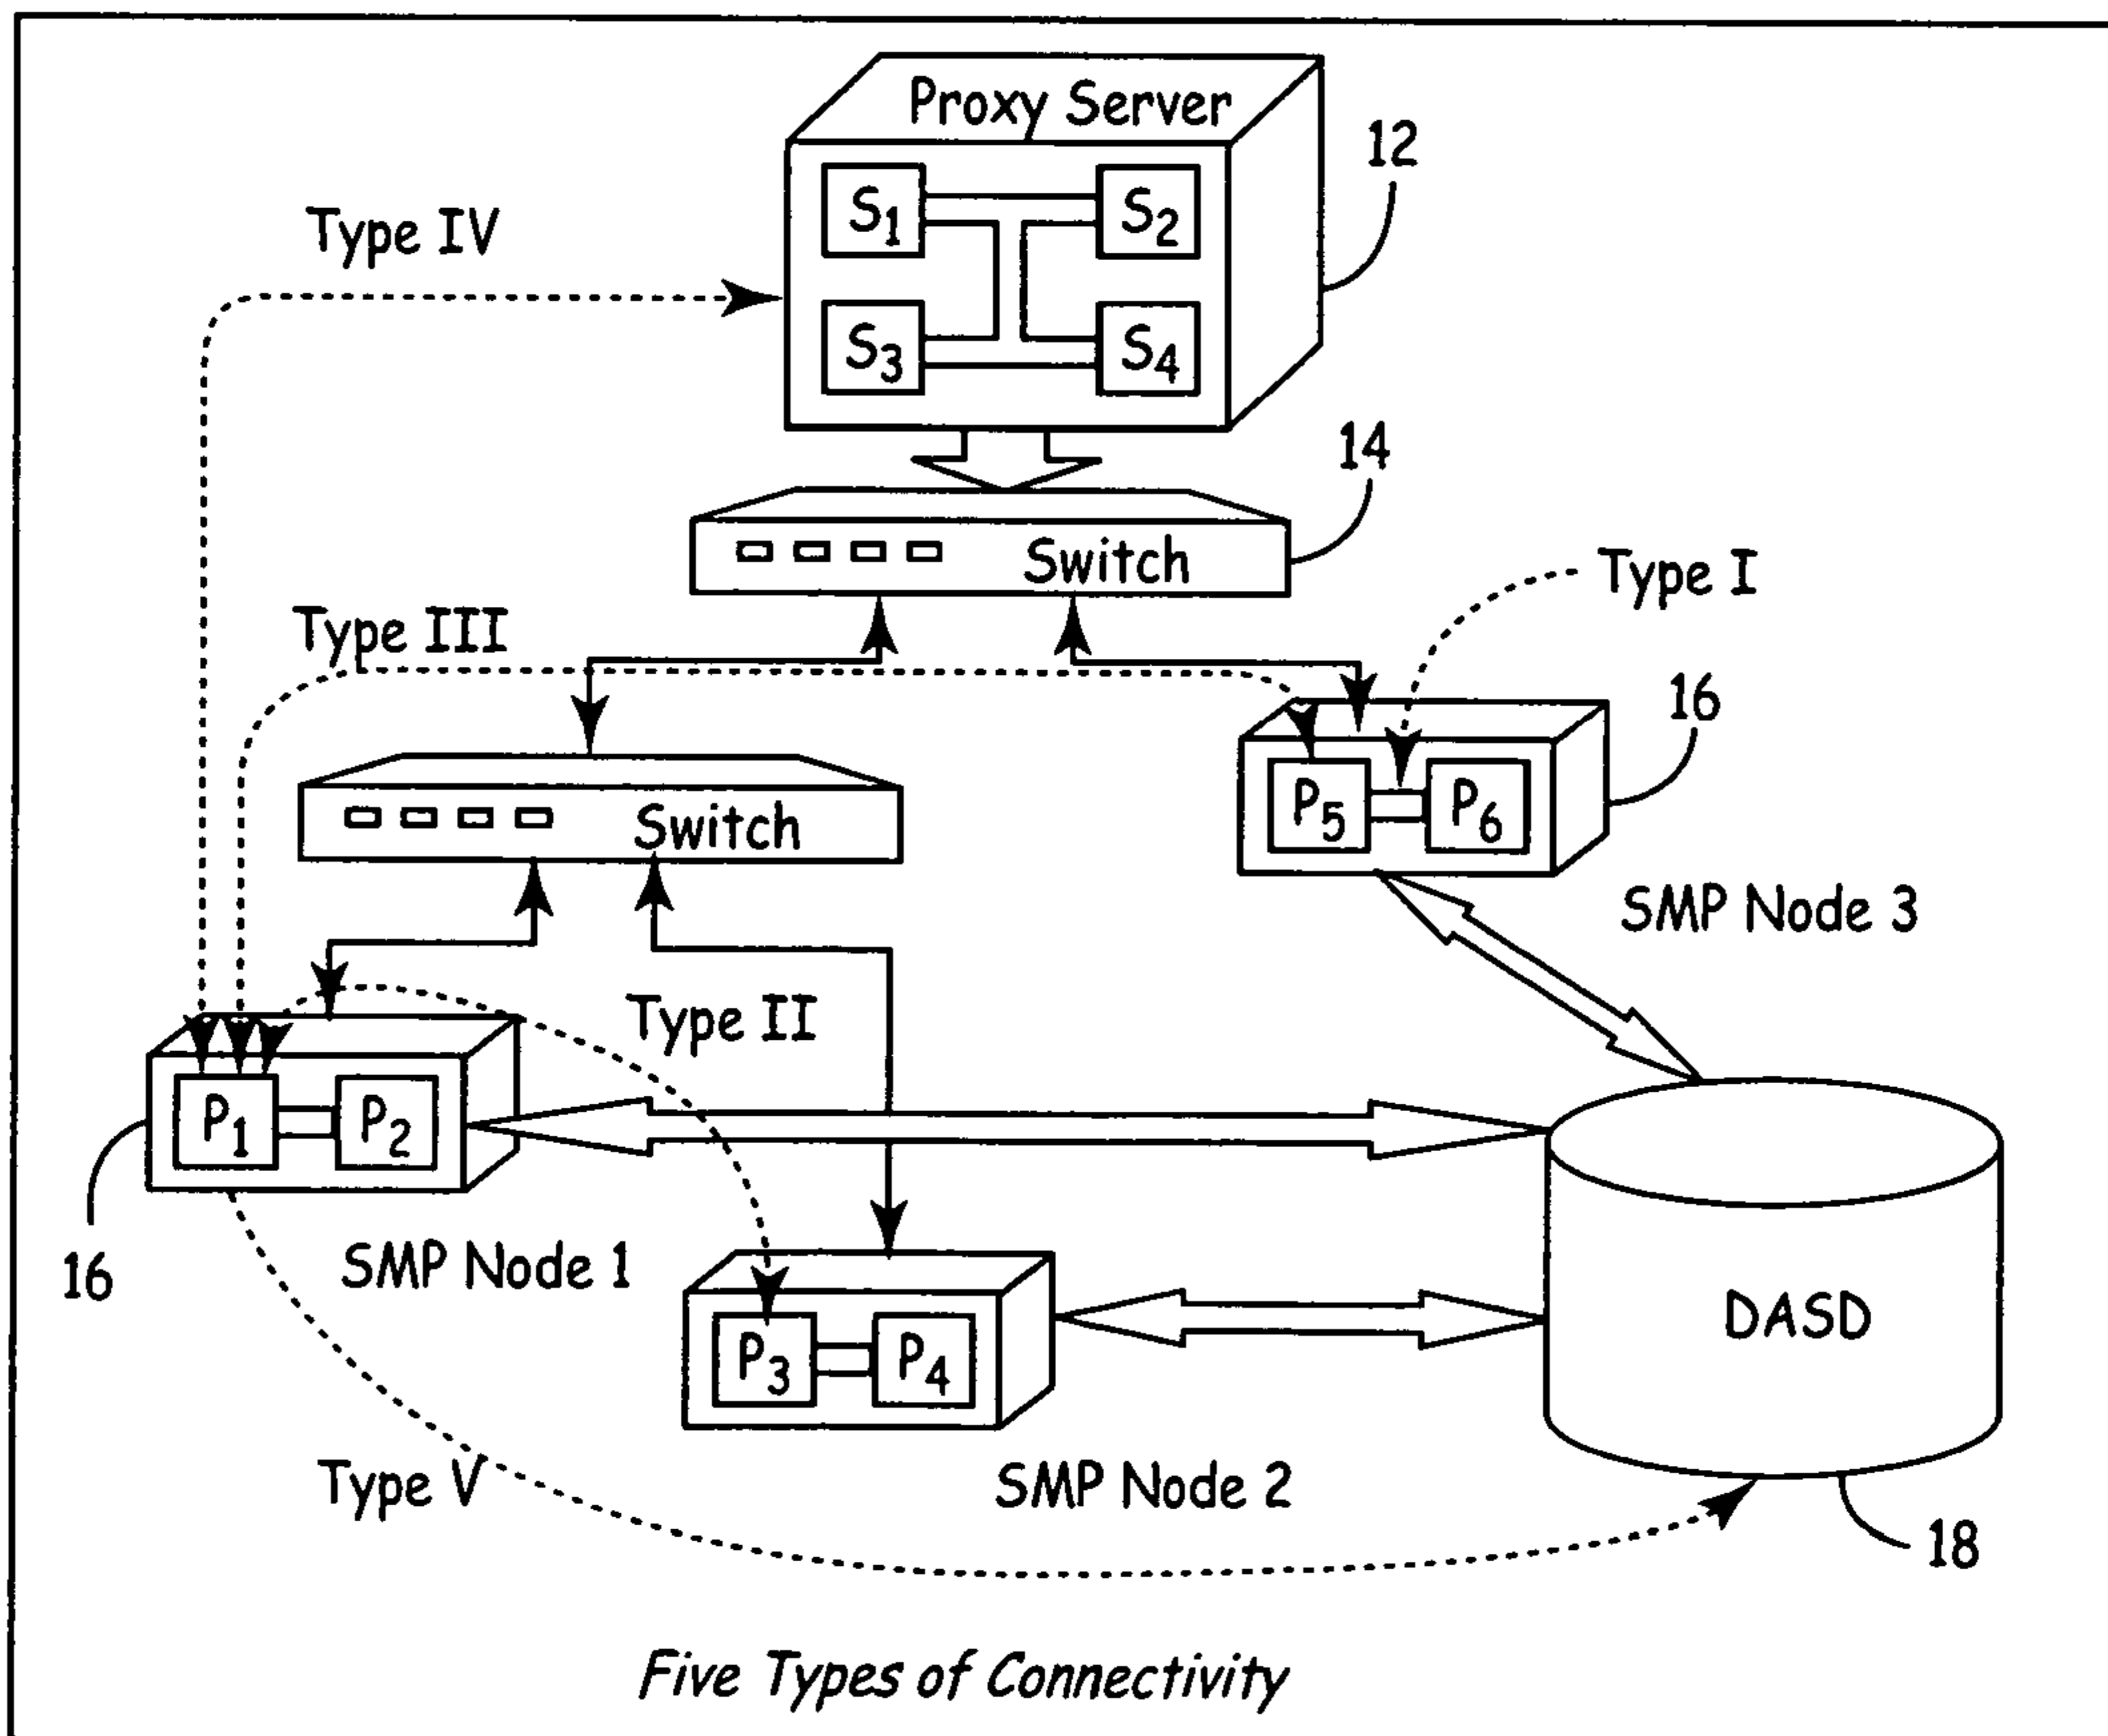 Proxy Server
12
S1
S2
Type IV
S3
S4
14
Switch
Type I
Type III
16
P5
P6
Switch
SMP Node 3
Type II
P1
P2
16
SMP Node 1
DASD
P3
P4
Type V
SMP Node 2
18
Five Types of Connectivity